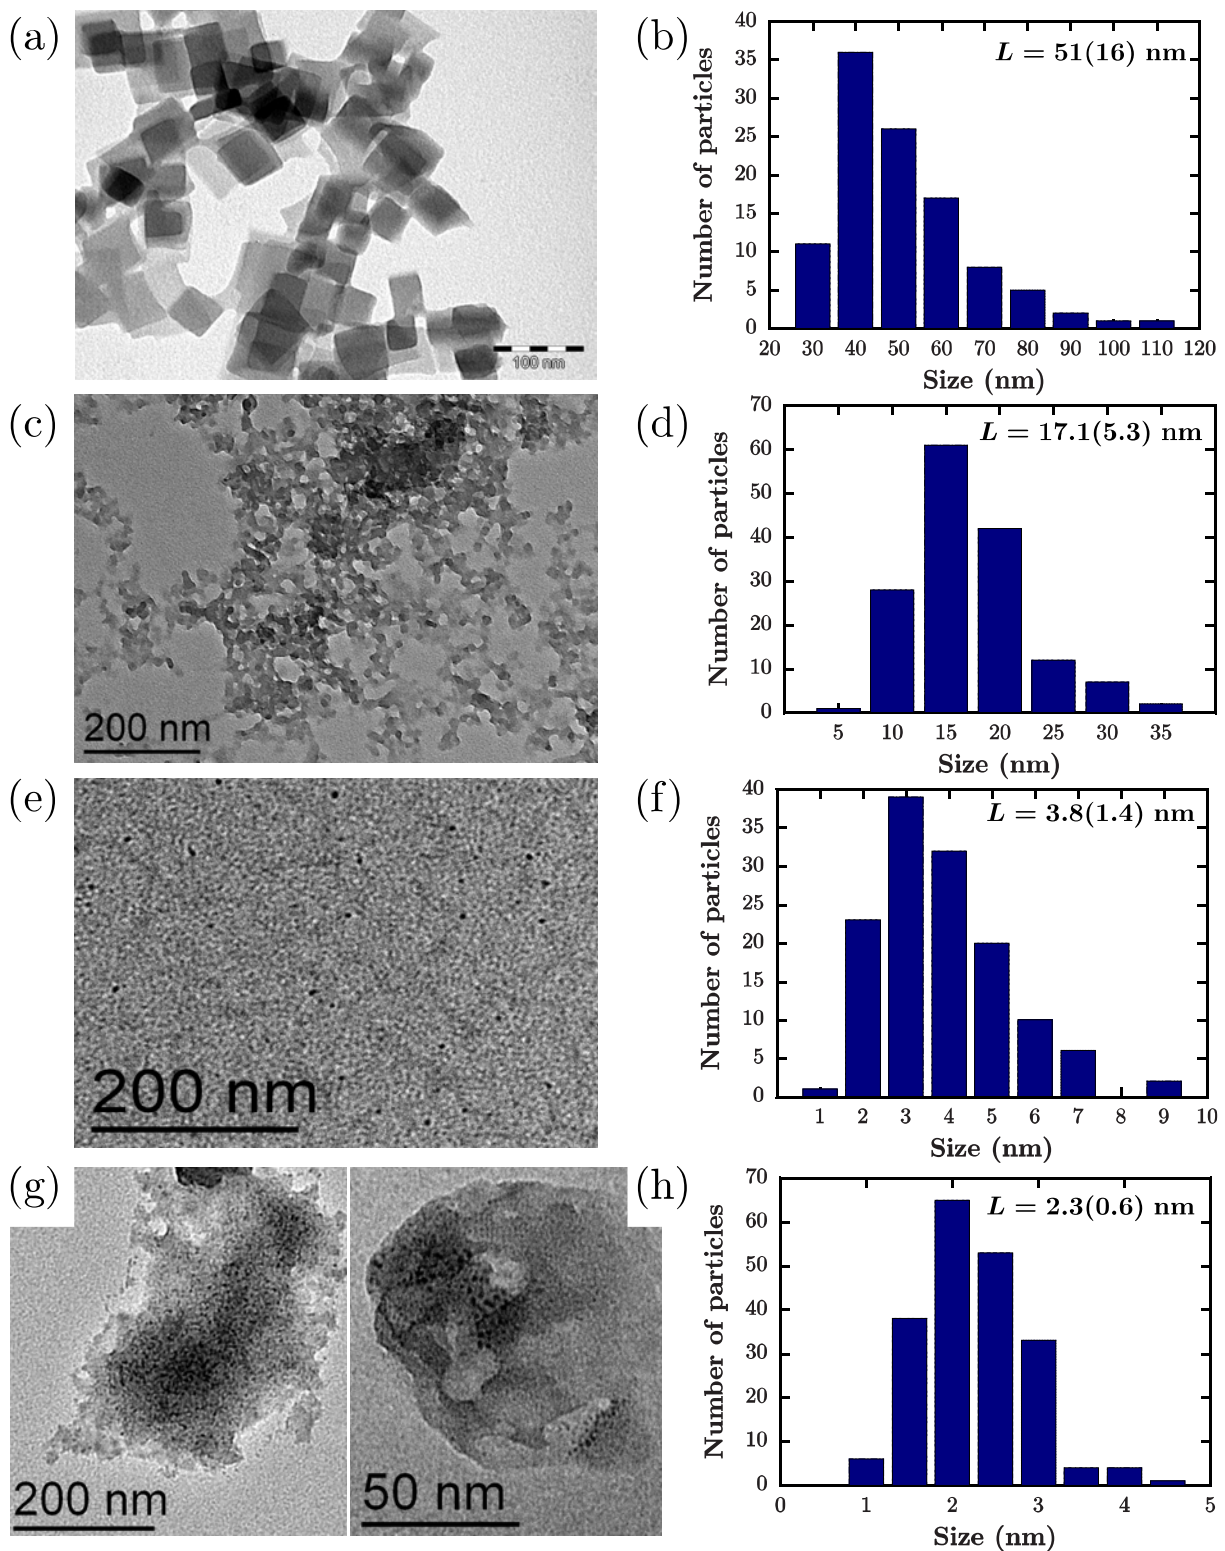 (a)
100 nm
(b)
L = 51(16) nm
Number of particles
40
35
30
25
20
15
10
5
0
20 30 40 50 60 70 80 90 100 110 120
Size (nm)
(c)
200 nm
(d)
L = 17.1(5.3) nm
Number of particles
70
60
50
40
30
20
10
0
5 10 15 20 25 30 35
Size (nm)
(e)
200 nm
(f)
L = 3.8(1.4) nm
Number of particles
40
35
30
25
20
15
10
5
0
1 2 3 4 5 6 7 8 9 10
Size (nm)
(g)
200 nm
50 nm
(h)
L = 2.3(0.6) nm
Number of particles
70
60
50
40
30
20
10
0
0 1 2 3 4 5
Size (nm)